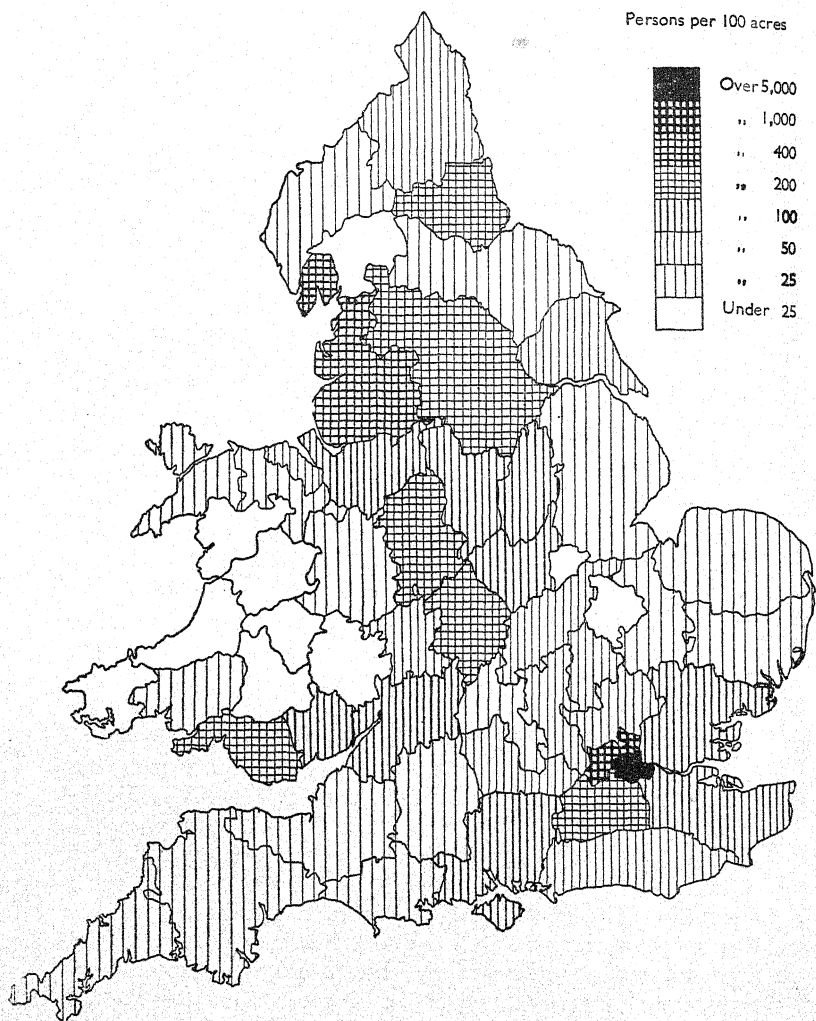 Persons per 100 acres
Over 5,000
,, 1,000
,, 400
,, 200
,, 100
,, 50
,, 25
Under 25